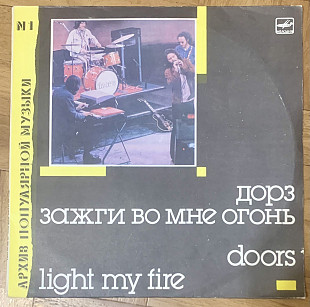 №1
АРХИВ ПОПУЛЯРНОЙ МУЗЫКИ
дорз
зажги во мне огонь
doors
light my fire